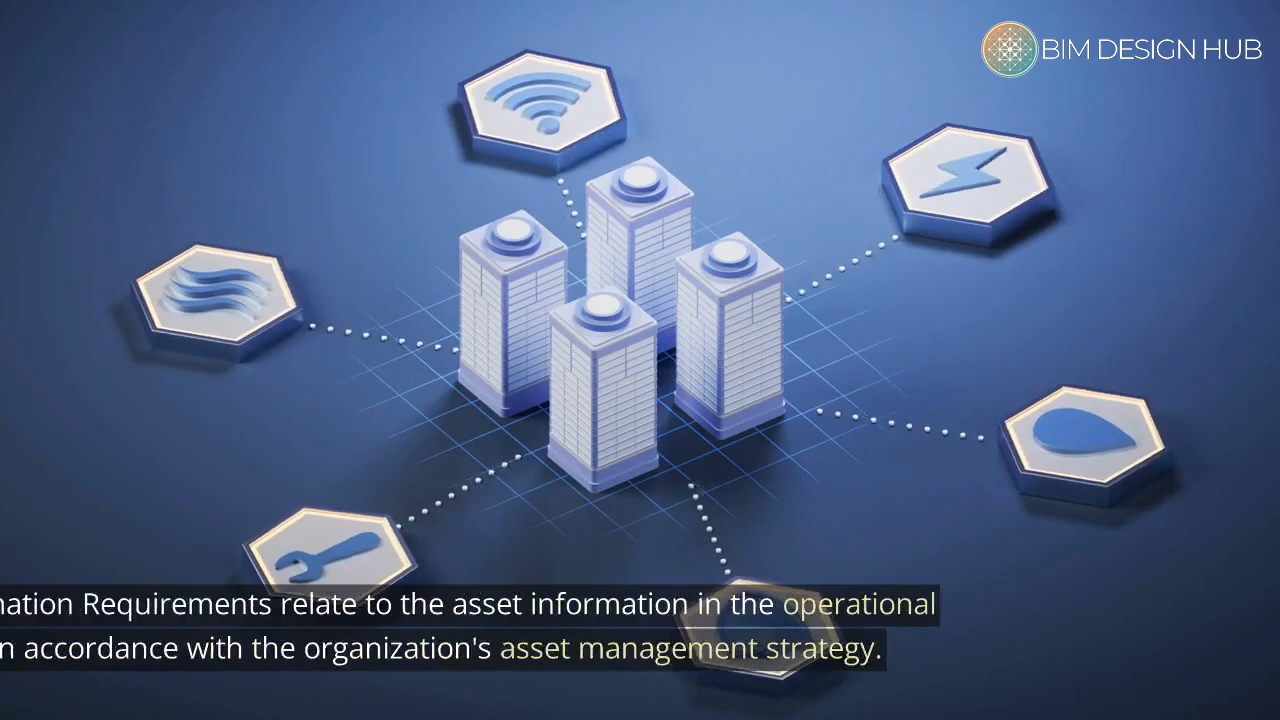 BIM DESIGN HUB
Requirements relate to the asset information in the operational
accordance with the organization's asset management strategy.